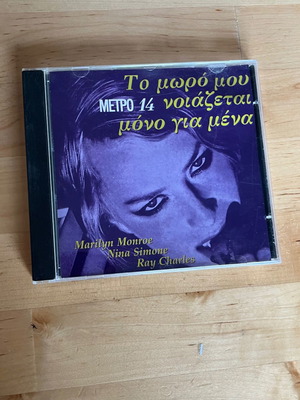 Το μωρό μου
ΜΕΤΡΟ 14 νοιάζεται
μόνο για μένα
Marilyn Monroe
Nina Simone
Ray Charles